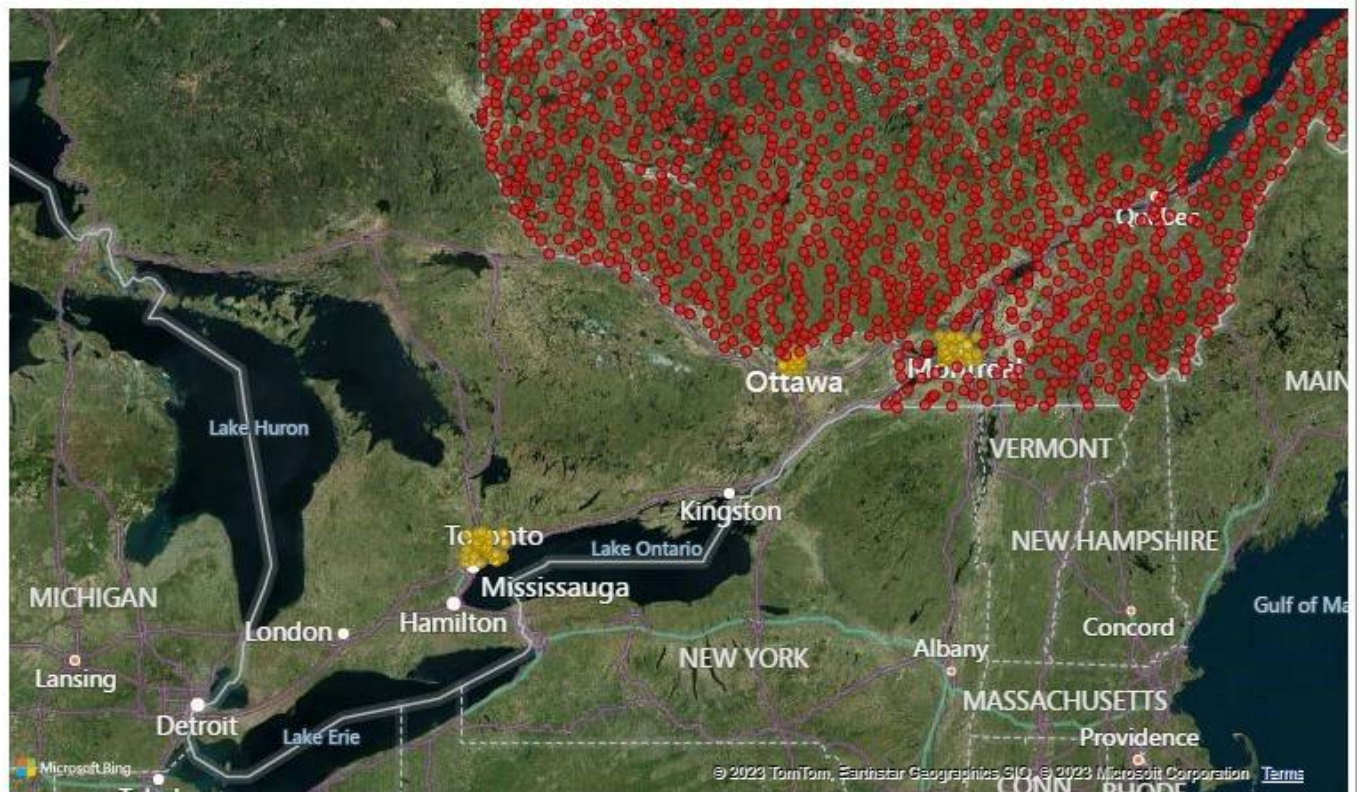 Québec
Ottawa
Montreal
MAIN
Lake Huron
VERMONT
Kingston
Toronto
Lake Ontario
NEW HAMPSHIRE
MICHIGAN
Mississauga
Gulf of Ma
Hamilton
London
Concord
Albany
NEW YORK
Lansing
MASSACHUSETTS
Detroit
Lake Erie
Providence
Microsoft Bing
© 2023 TomTom, Earthstar Geographics SIO, © 2023 Microsoft Corporation Terms
CONN